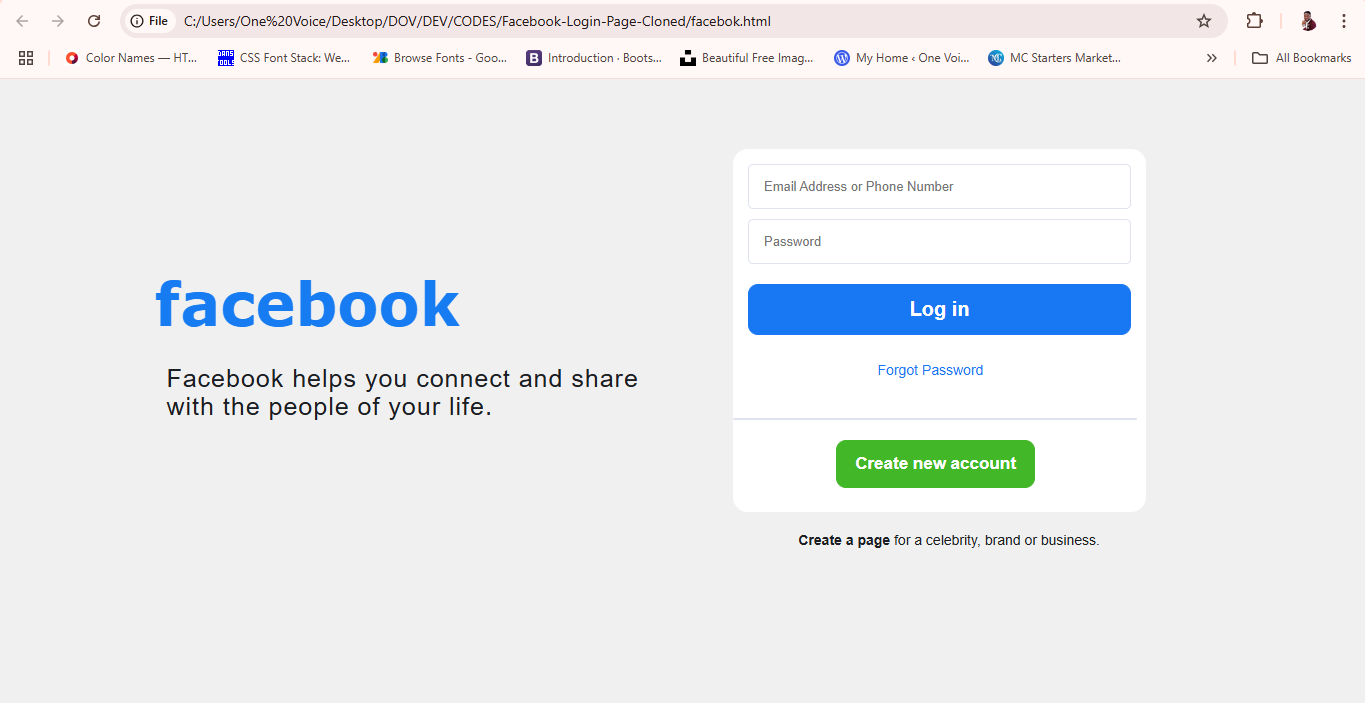 File C:/Users/One%20Voice/Desktop/DOV/DEV/CODES/Facebook-Login-Page-Cloned/facebok.html
Color Names — HT... CSS Font Stack: We... Browse Fonts - Goo... Introduction · Boots... Beautiful Free Imag... My Home ‹ One Voi... MC Starters Market... All Bookmarks
facebook
Facebook helps you connect and share
with the people of your life.
Email Address or Phone Number
Password
Log in
Forgot Password
Create new account
Create a page for a celebrity, brand or business.